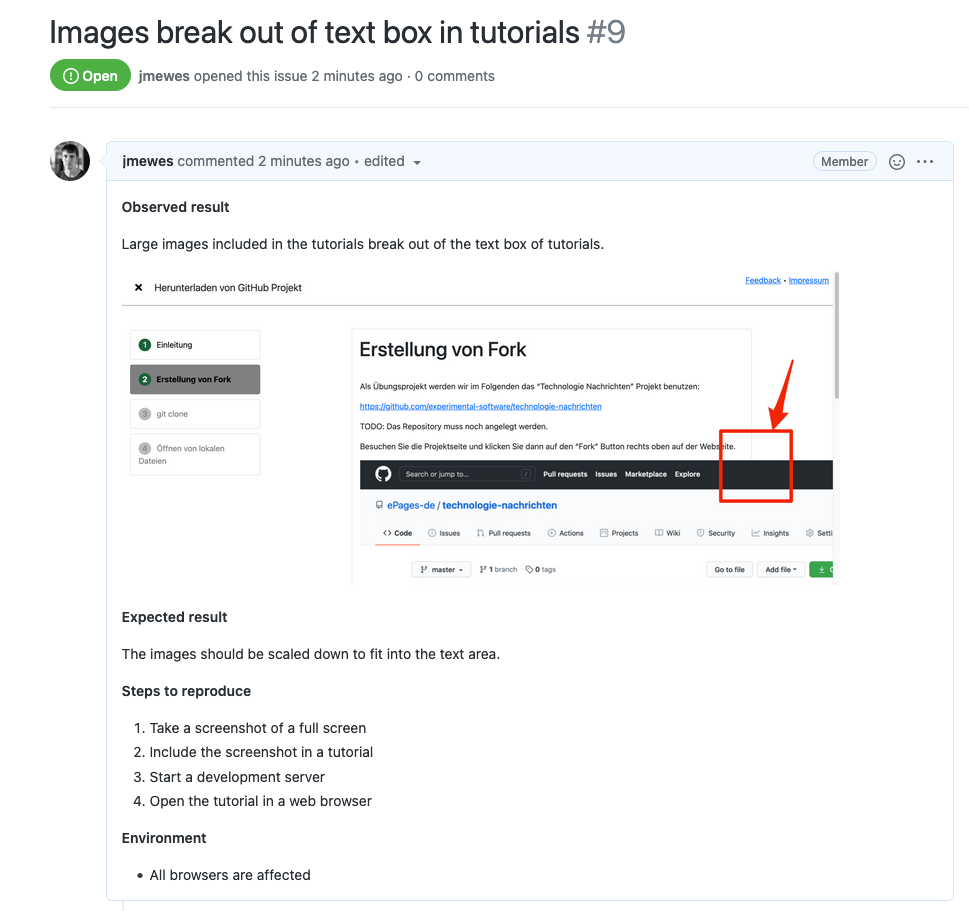 Images break out of text box in tutorials #9
Open jmewes opened this issue 2 minutes ago · 0 comments
jmewes commented 2 minutes ago • edited Member
Observed result
Large images included in the tutorials break out of the text box of tutorials.
Feedback • Impressum
× Herunterladen von GitHub Projekt
1 Einleitung
2 Erstellung von Fork
3 git clone
4 Öffnen von lokalen
Dateien
Erstellung von Fork
Als Übungsprojekt werden wir im Folgenden das "Technologie Nachrichten" Projekt benutzen:
https://github.com/experimental-software/technologie-nachrichten
TODO: Das Repository muss noch angelegt werden.
Besuchen Sie die Projektseite und klicken Sie dann auf den "Fork" Button rechts oben auf der Webseite.
Search or jump to... / Pull requests Issues Marketplace Explore
ePages-de / technologie-nachrichten
Code Issues Pull requests Actions Projects Wiki Security Insights Setti
master 1 branch 0 tags Go to file Add file
Expected result
The images should be scaled down to fit into the text area.
Steps to reproduce
1. Take a screenshot of a full screen
2. Include the screenshot in a tutorial
3. Start a development server
4. Open the tutorial in a web browser
Environment
• All browsers are affected